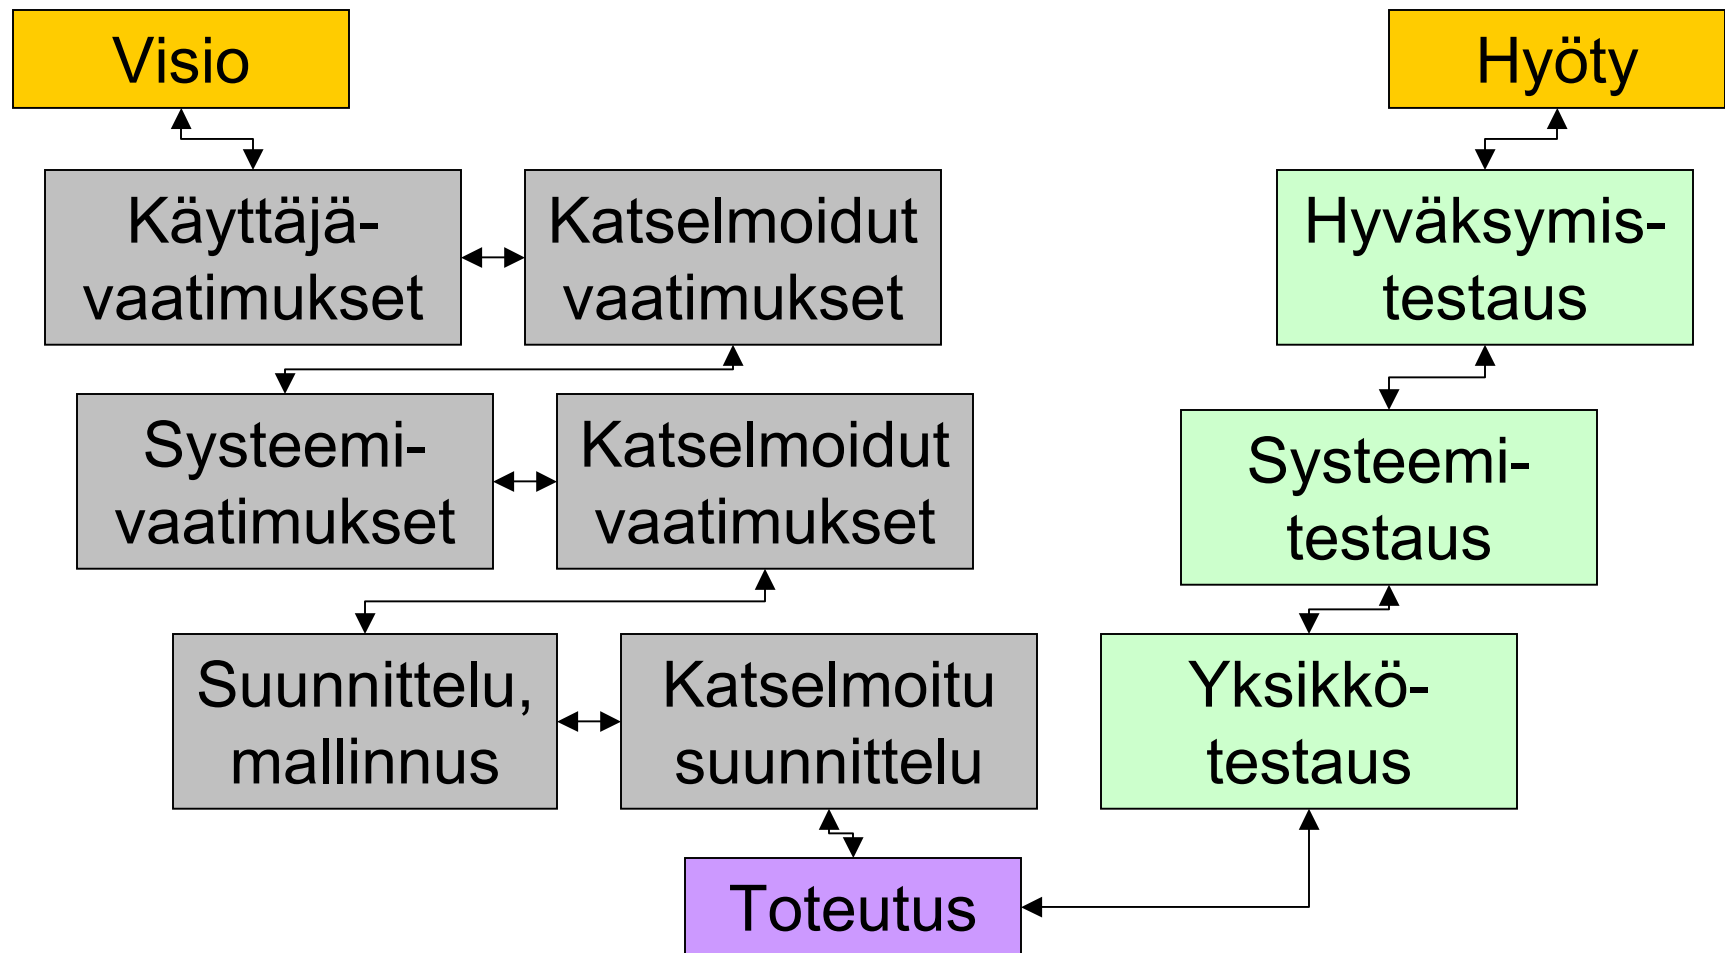 Visio
Hyöty
Käyttäjä-
vaatimukset
Katselmoidut
vaatimukset
Hyväksymis-
testaus
Systeemi-
vaatimukset
Katselmoidut
vaatimukset
Systeemi-
testaus
Suunnittelu,
mallinnus
Katselmoitu
suunnittelu
Yksikkö-
testaus
Toteutus